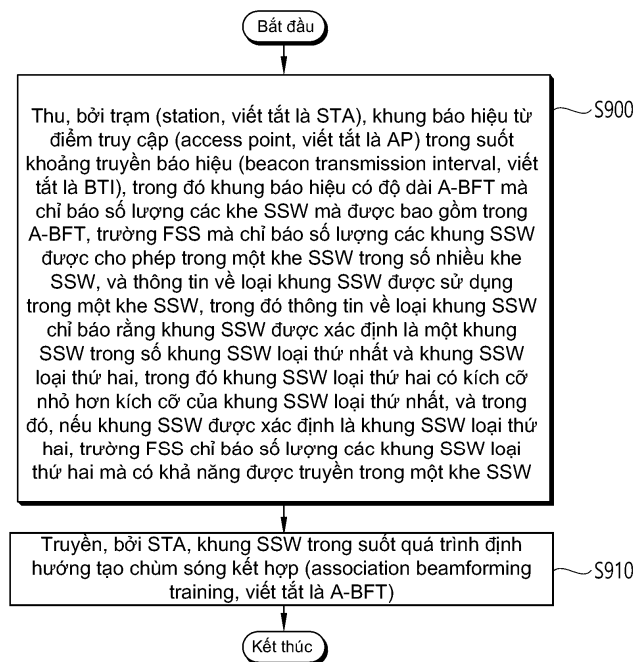 Bắt đầu
Thu, bởi trạm (station, viết tắt là STA), khung báo hiệu từ
điểm truy cập (access point, viết tắt là AP) trong suốt
khoảng truyền báo hiệu (beacon transmission interval, viết
tắt là BTI), trong đó khung báo hiệu có độ dài A-BFT mà
chỉ báo số lượng các khe SSW mà được bao gồm trong
A-BFT, trường FSS mà chỉ báo số lượng các khung SSW
được cho phép trong một khe SSW trong số nhiều khe
SSW, và thông tin về loại khung SSW được sử dụng
trong một khe SSW, trong đó thông tin về loại khung SSW
chỉ báo rằng khung SSW được xác định là một khung
SSW trong số khung SSW loại thứ nhất và khung SSW
loại thứ hai, trong đó khung SSW loại thứ hai có kích cỡ
nhỏ hơn kích cỡ của khung SSW loại thứ nhất, và trong
đó, nếu khung SSW được xác định là khung SSW loại thứ
hai, trường FSS chỉ báo số lượng các khung SSW loại
thứ hai mà có khả năng được truyền trong một khe SSW
S900
Truyền, bởi STA, khung SSW trong suốt quá trình định
hướng tạo chùm sóng kết hợp (association beamforming
training, viết tắt là A-BFT)
S910
Kết thúc